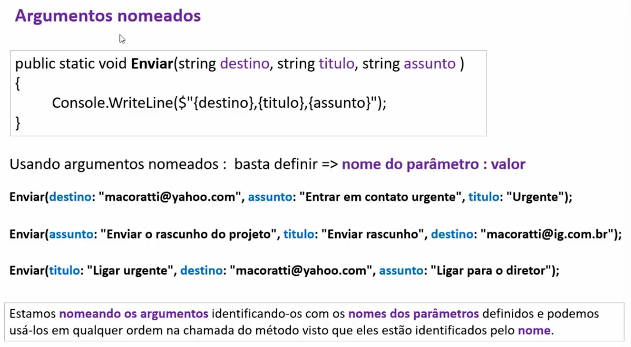 Argumentos nomeados
public static void Enviar(string destino, string titulo, string assunto )
{
Console.WriteLine($"{destino},{titulo},{assunto}");
}
Usando argumentos nomeados : basta definir => nome do parâmetro : valor
Enviar(destino: "macoratti@yahoo.com", assunto: "Entrar em contato urgente", titulo: "Urgente");
Enviar(assunto: "Enviar o rascunho do projeto", titulo: "Enviar rascunho", destino: "macoratti@ig.com.br");
Enviar(titulo: "Ligar urgente", destino: "macoratti@yahoo.com", assunto: "Ligar para o diretor");
Estamos nomeando os argumentos identificando-os com os nomes dos parâmetros definidos e podemos
usá-los em qualquer ordem na chamada do método visto que eles estão identificados pelo nome.